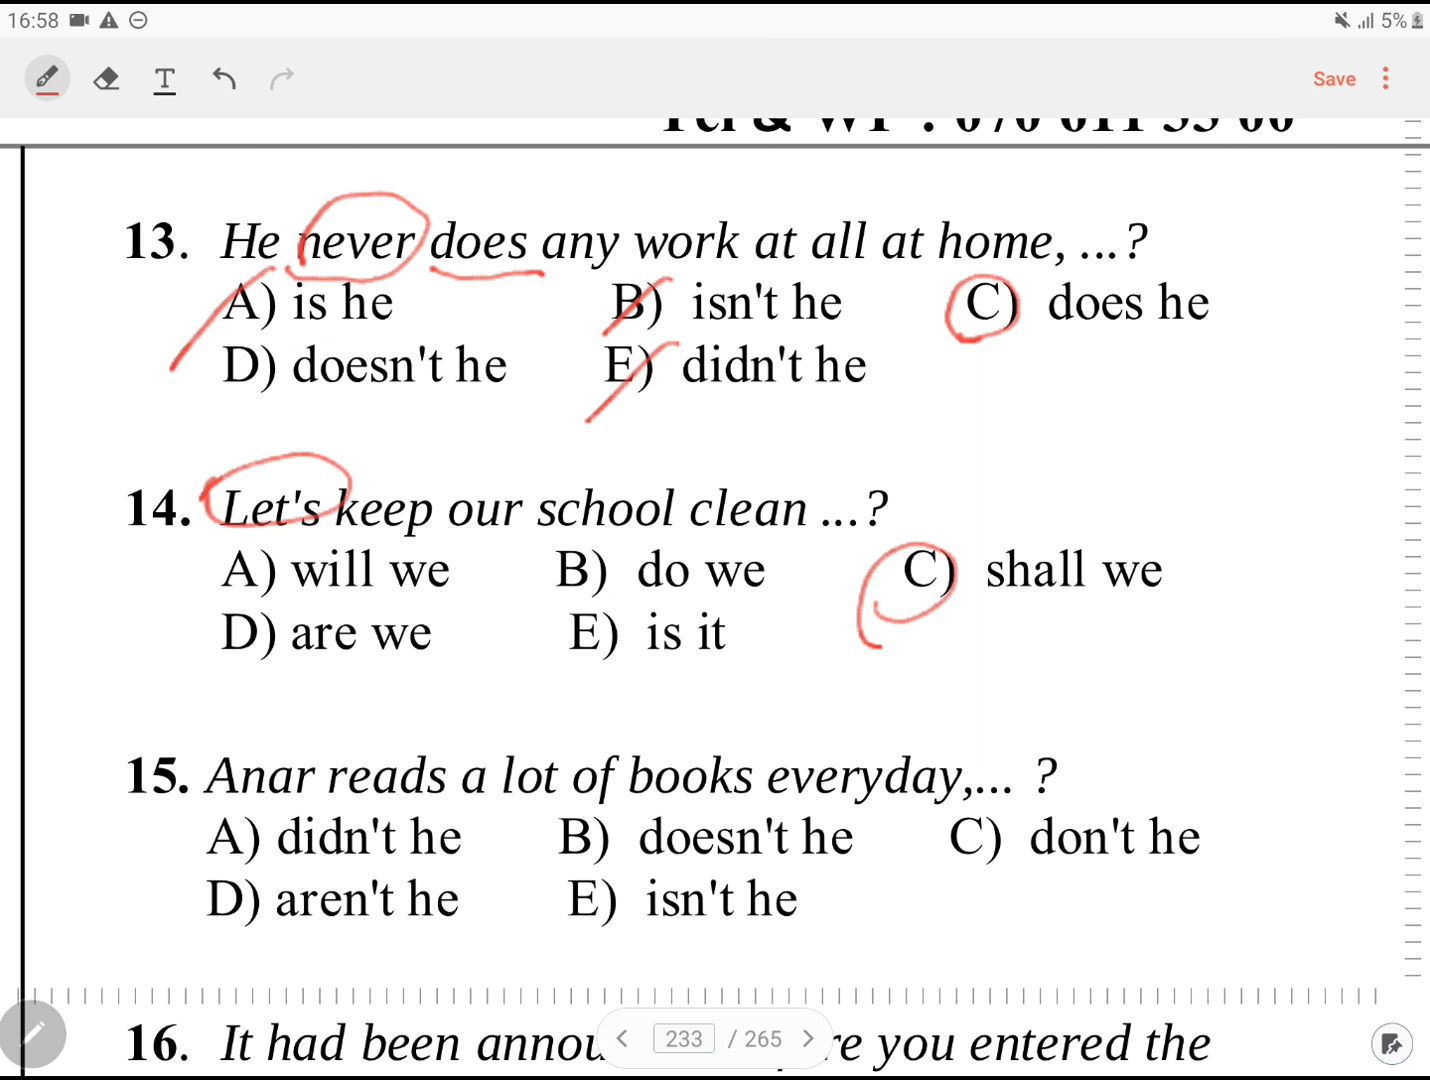 16:58 5%
Save
13. He never does any work at all at home, ...?
A) is he B) isn't he C) does he
D) doesn't he E) didn't he
14. Let's keep our school clean ...?
A) will we B) do we C) shall we
D) are we E) is it
15. Anar reads a lot of books everyday,... ?
A) didn't he B) doesn't he C) don't he
D) aren't he E) isn't he
16. It had been you entered the
233 / 265